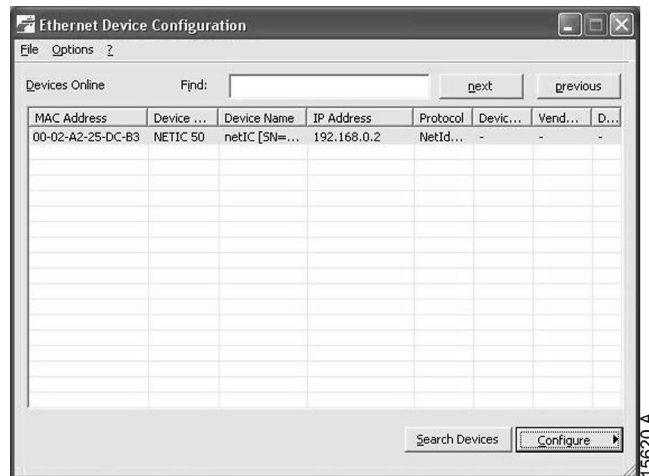 Ethernet Device Configuration
File Options ?
Devices Online Find: next previous
MAC Address Device ... Device Name IP Address Protocol Devic... Vend... D...
00-02-A2-25-DC-B3 NETIC 50 netIC [SN=... 192.168.0.2 NetId... - - -
Search Devices Configure
15620 A